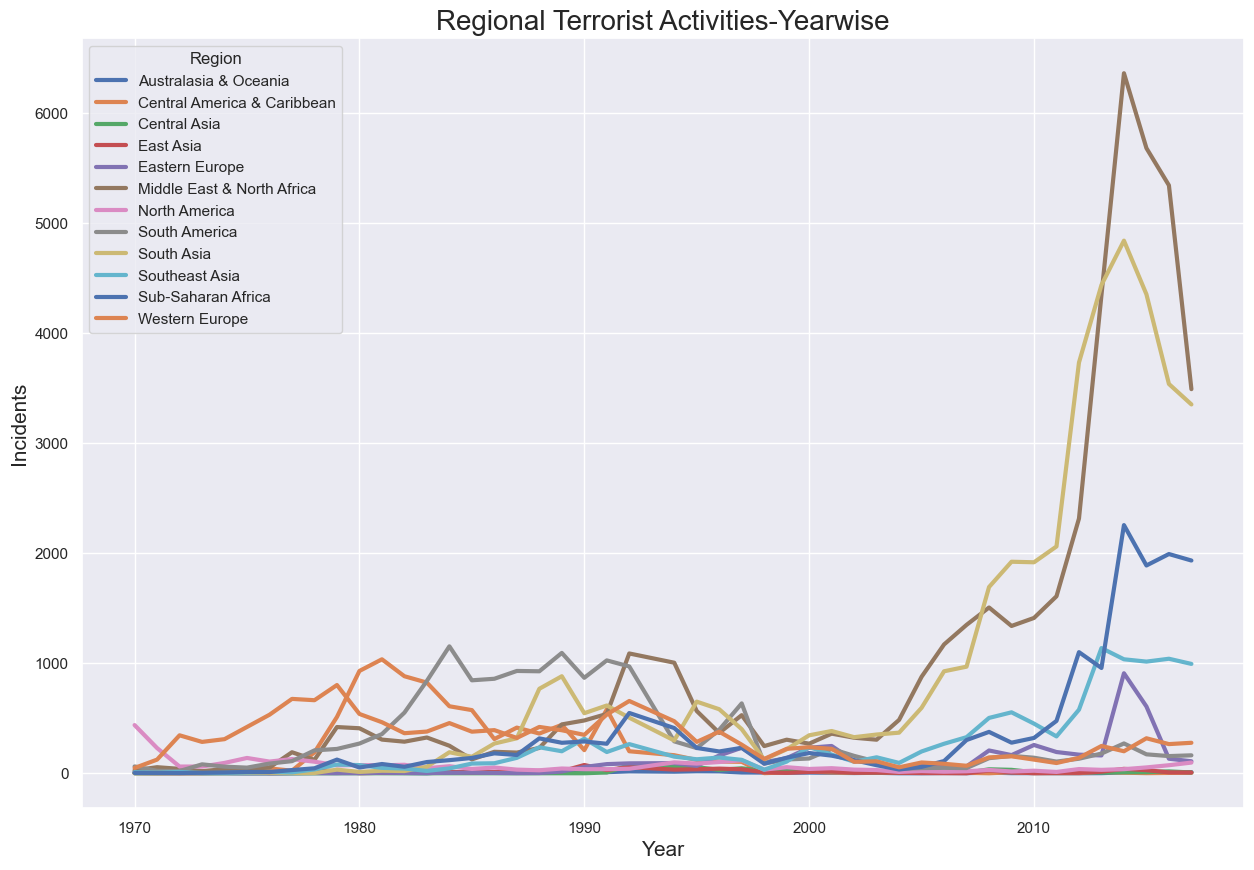 Regional Terrorist Activities-Yearwise
Region
Australasia & Oceania
Central America & Caribbean
Central Asia
East Asia
Eastern Europe
Middle East & North Africa
North America
South America
South Asia
Southeast Asia
Sub-Saharan Africa
Western Europe
Incidents
6000
5000
4000
3000
2000
1000
0
1970 1980 1990 2000 2010
Year